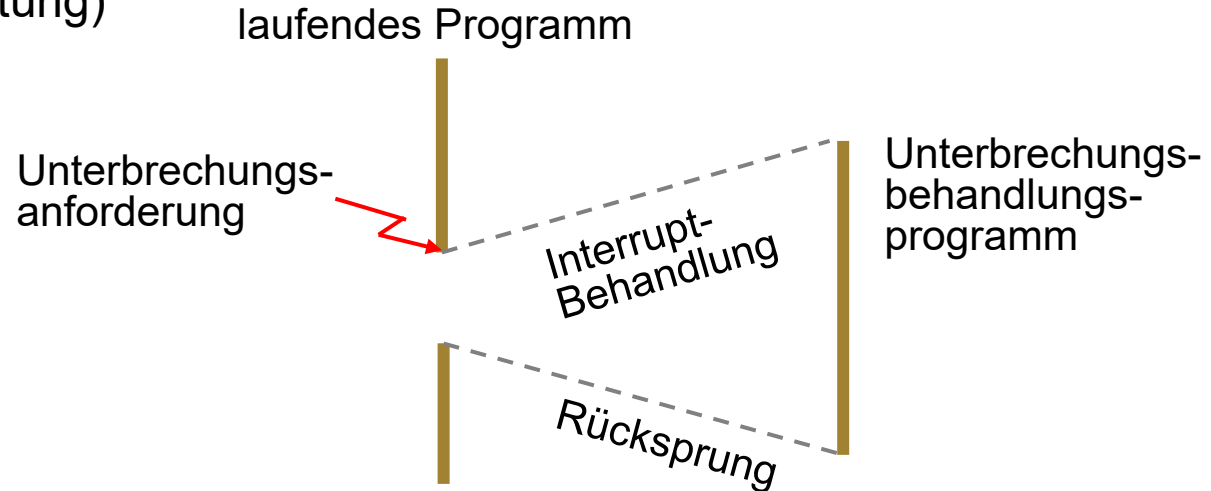 laufendes Programm
Unterbrechungs-
anforderung
Interrupt-
Behandlung
Unterbrechungs-
behandlungs-
programm
Rücksprung